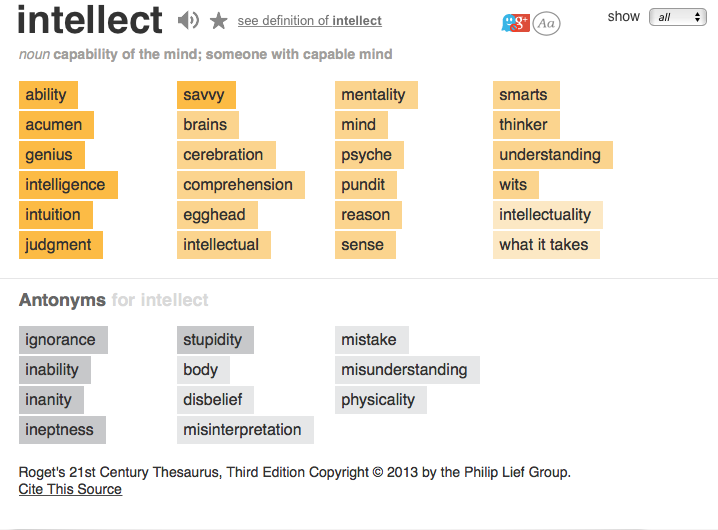 intellect see definition of intellect g+ Aa show all
noun capability of the mind; someone with capable mind
ability savvy mentality smarts
acumen brains mind thinker
genius cerebration psyche understanding
intelligence comprehension pundit wits
intuition egghead reason intellectuality
judgment intellectual sense what it takes
Antonyms for intellect
ignorance stupidity mistake
inability body misunderstanding
inanity disbelief physicality
ineptness misinterpretation
Roget's 21st Century Thesaurus, Third Edition Copyright © 2013 by the Philip Lief Group.
Cite This Source